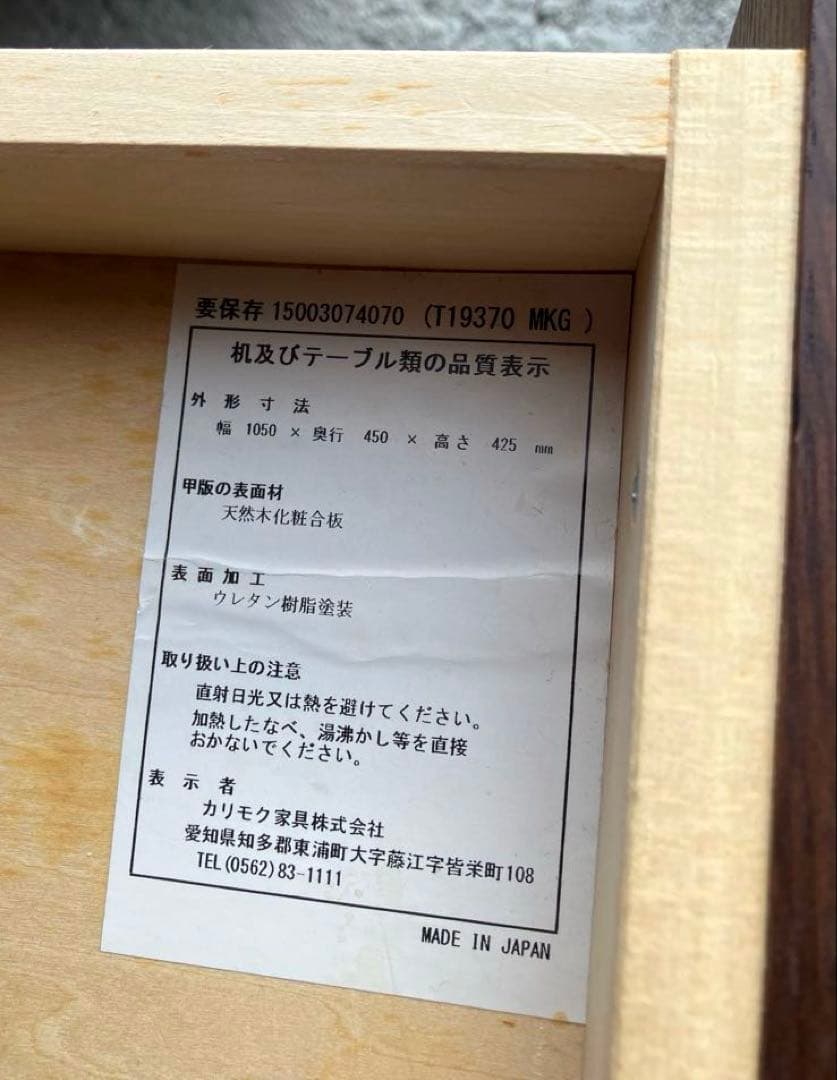 要保存 15003074070 (T19370 MKG )
机及びテーブル類の品質表示
外形寸法
幅 1050 × 奥行 450 × 高さ 425 mm
甲版の表面材
天然木化粧合板
表面加工
ウレタン樹脂塗装
取り扱い上の注意
直射日光又は熱を避けてください。
加熱したなべ、湯沸かし等を直接
おかないでください。
表示者
カリモク家具株式会社
愛知県知多郡東浦町大字藤江字皆栄町108
TEL(0562)83-1111
MADE IN JAPAN